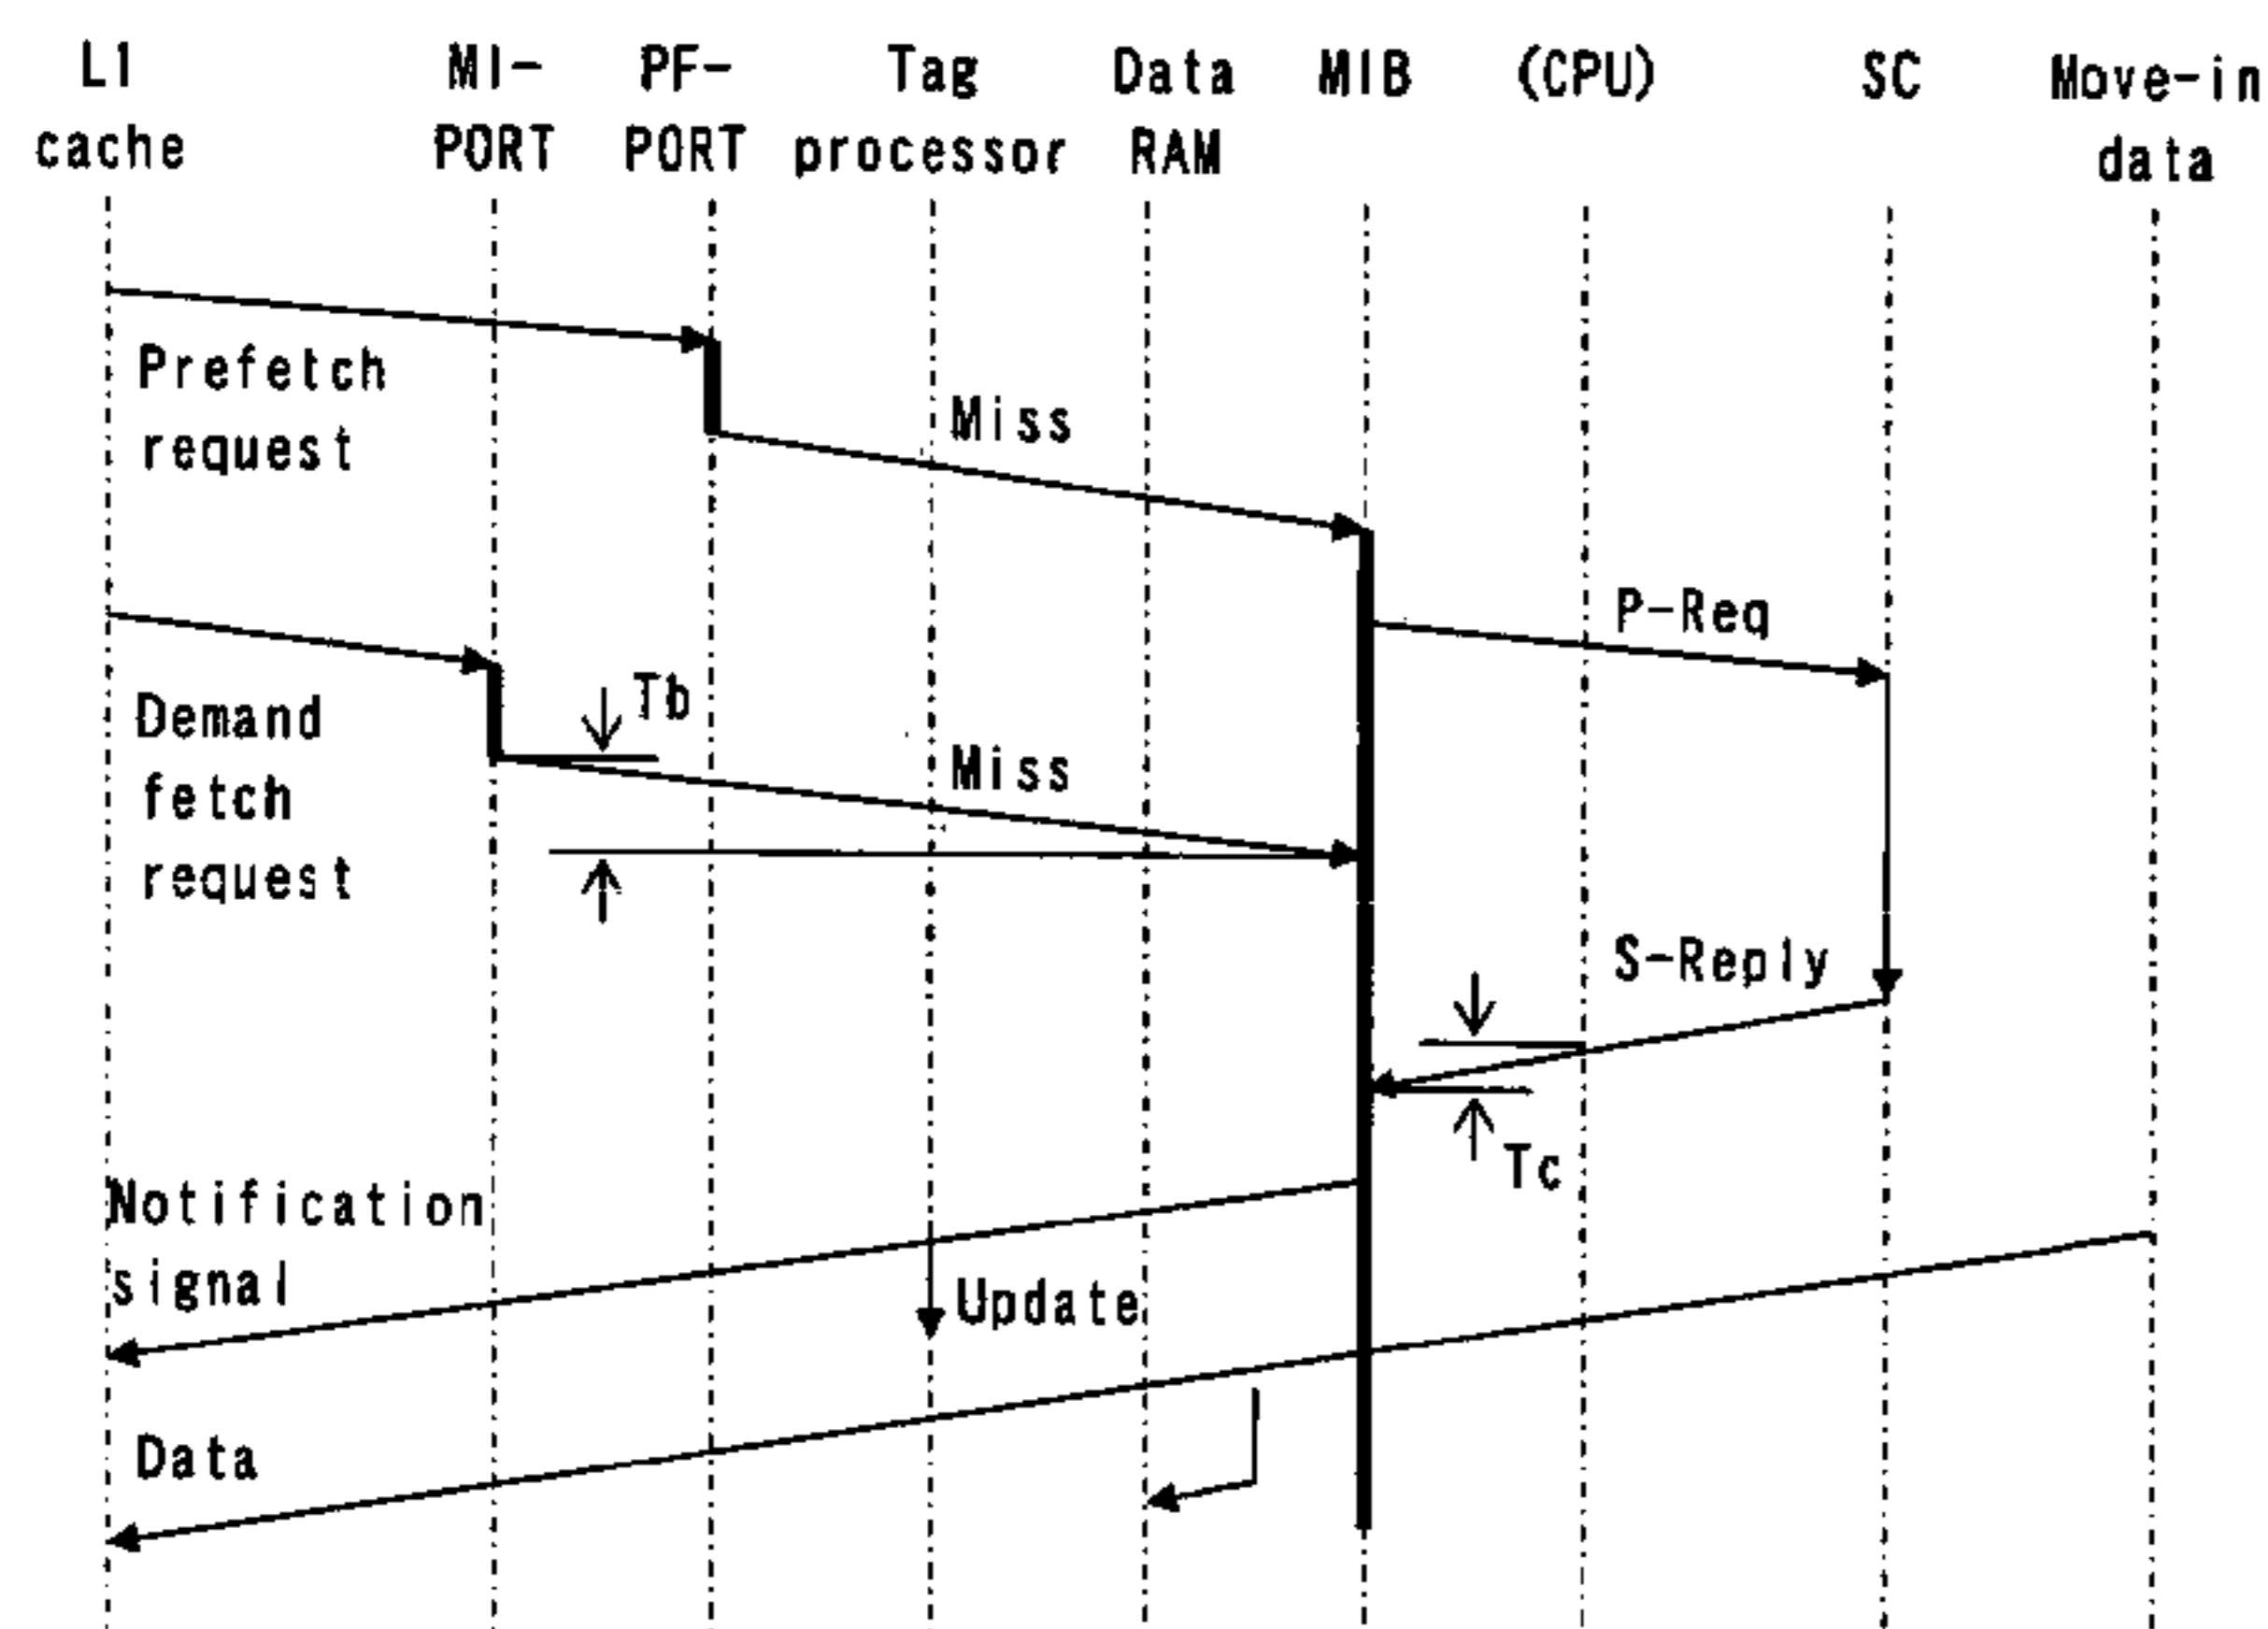 L1 cache
MI-PORT
PF-PORT
Tag processor
Data RAM
MIB
(CPU)
SC
Move-in data
Prefetch
request
Miss
P-Req
Demand
fetch
request
Tb
Miss
S-Reply
Tc
Notification
signal
Update
Data